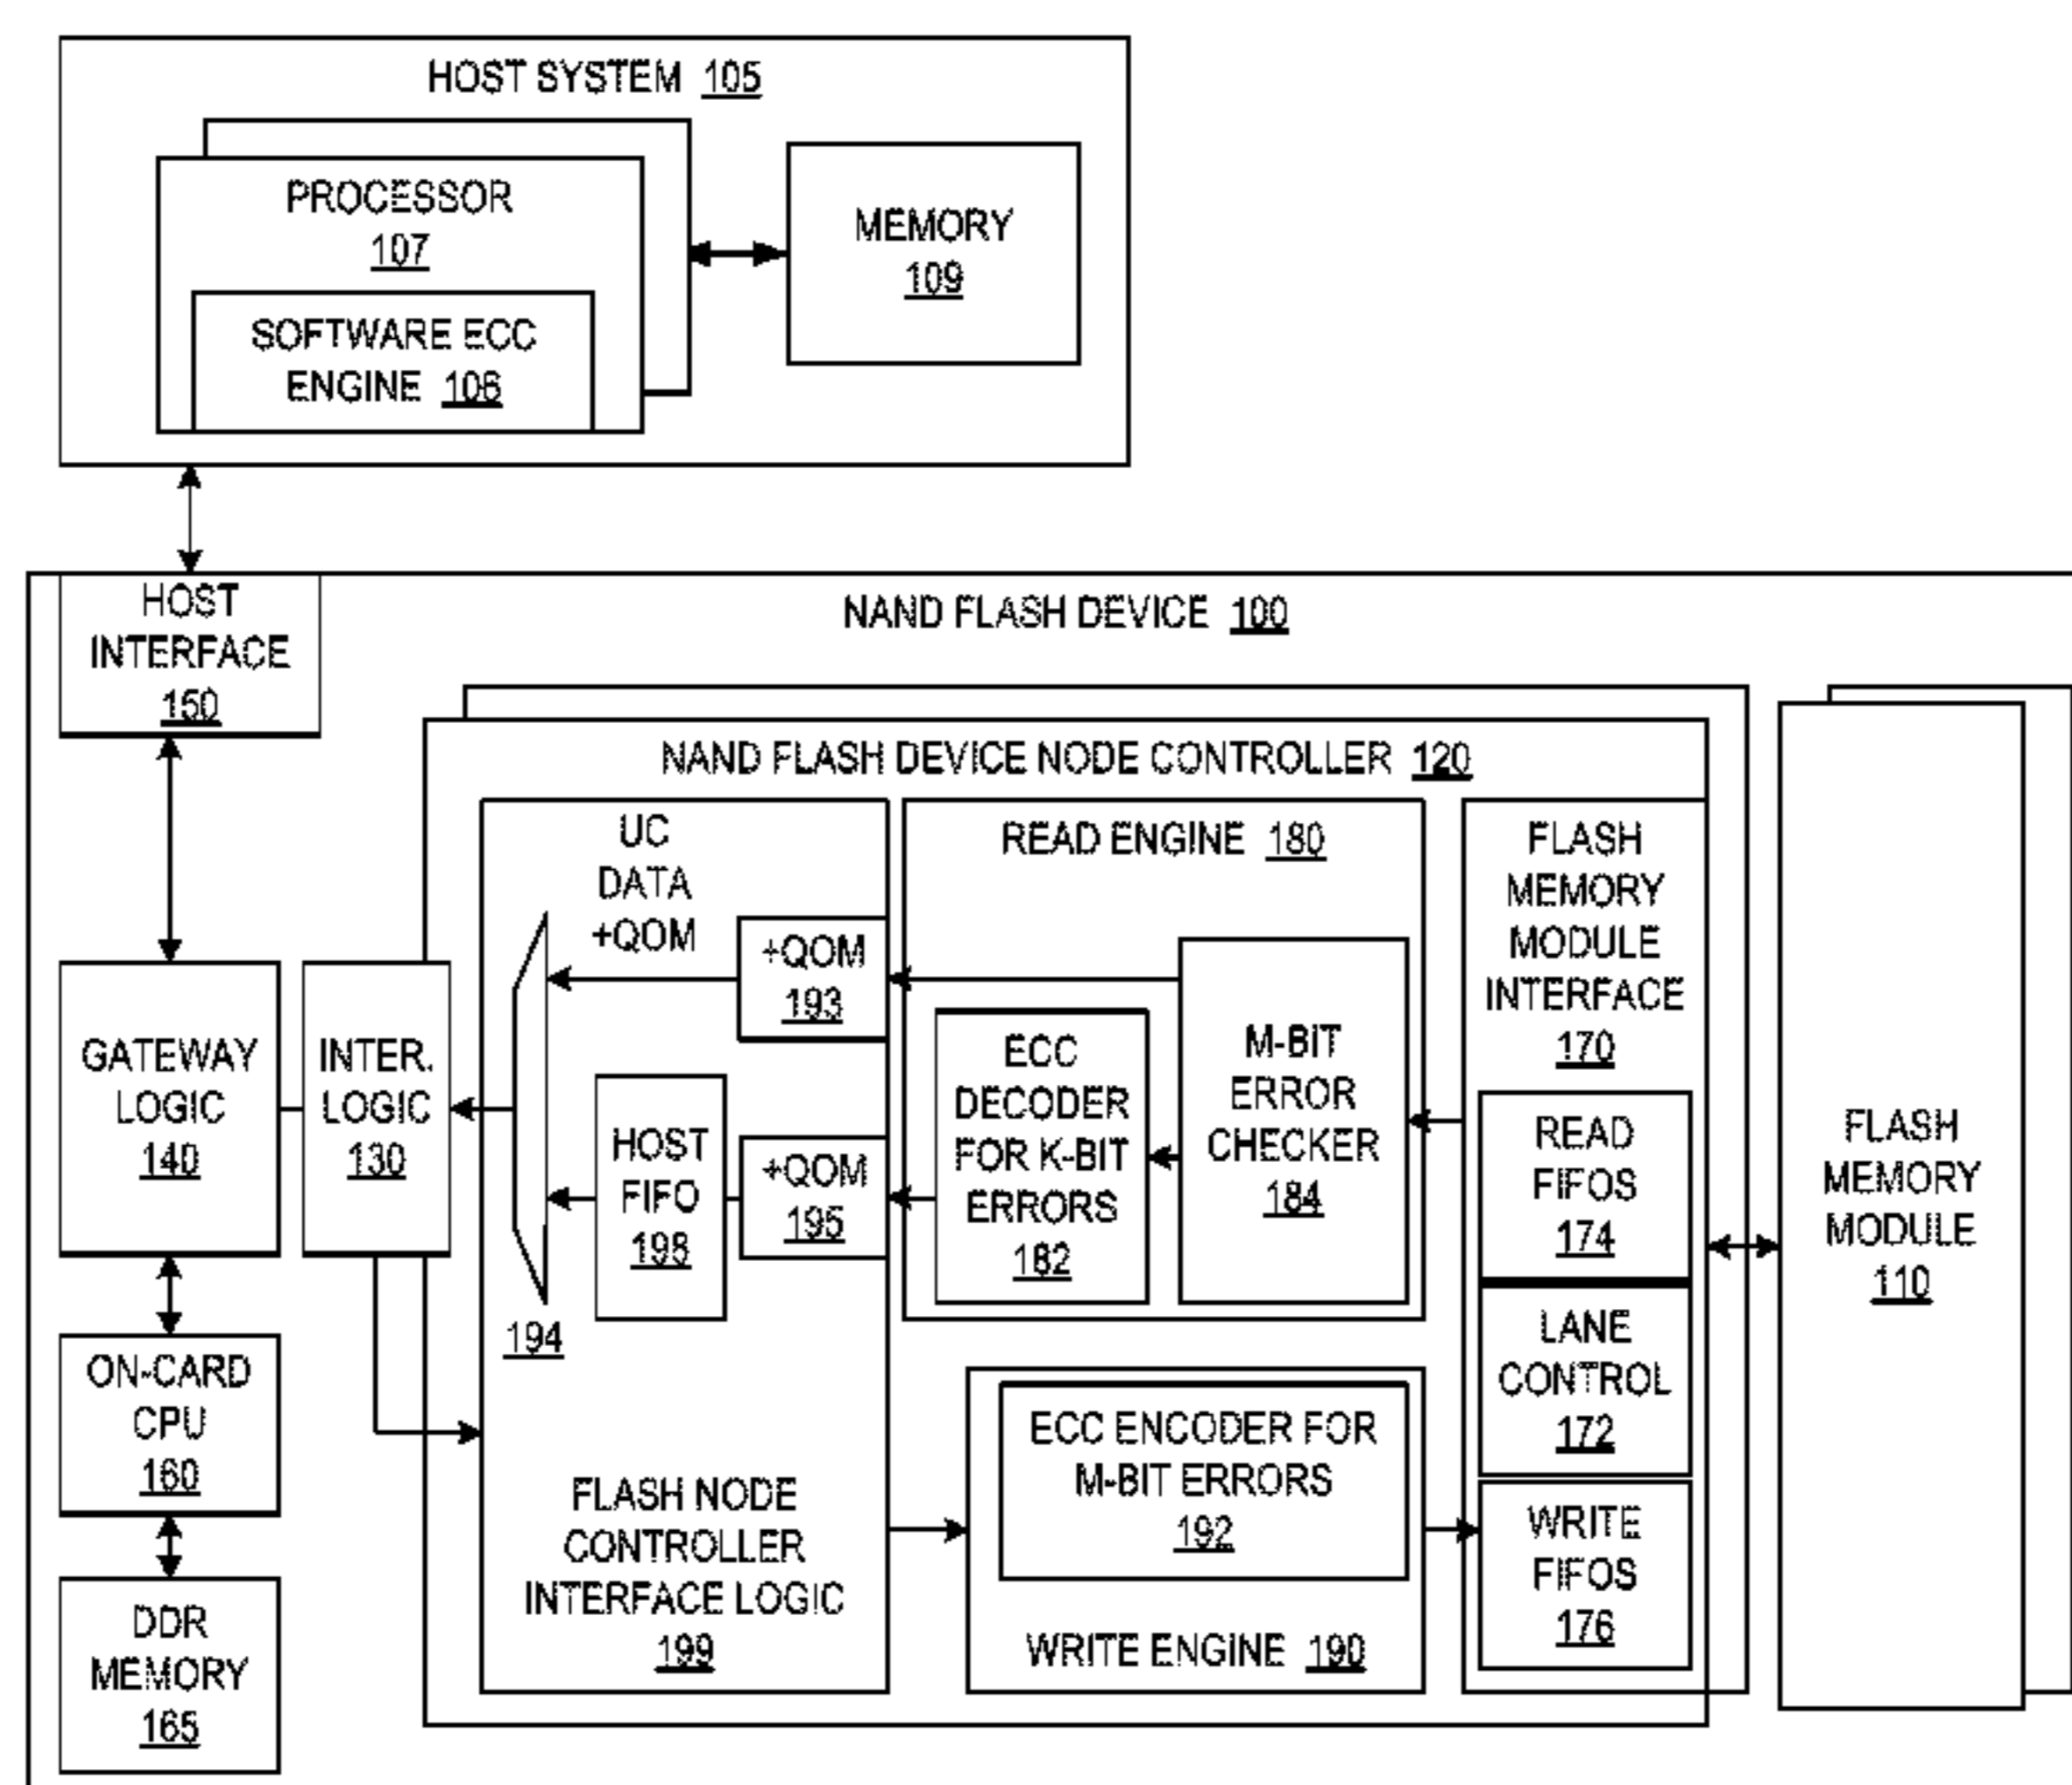 HOST SYSTEM 105
PROCESSOR
107
SOFTWARE ECC
ENGINE 106
MEMORY
109
HOST
INTERFACE
150
NAND FLASH DEVICE 100
NAND FLASH DEVICE NODE CONTROLLER 120
UC
DATA
+QOM
+QOM
193
HOST
FIFO
198
+QOM
195
194
FLASH NODE
CONTROLLER
INTERFACE LOGIC
199
READ ENGINE 180
ECC
DECODER
FOR K-BIT
ERRORS
182
M-BIT
ERROR
CHECKER
184
ECC ENCODER FOR
M-BIT ERRORS
192
WRITE ENGINE 190
FLASH
MEMORY
MODULE
INTERFACE
170
READ
FIFOS
174
LANE
CONTROL
172
WRITE
FIFOS
176
FLASH
MEMORY
MODULE
110
GATEWAY
LOGIC
140
INTER.
LOGIC
130
ON-CARD
CPU
160
DDR
MEMORY
165